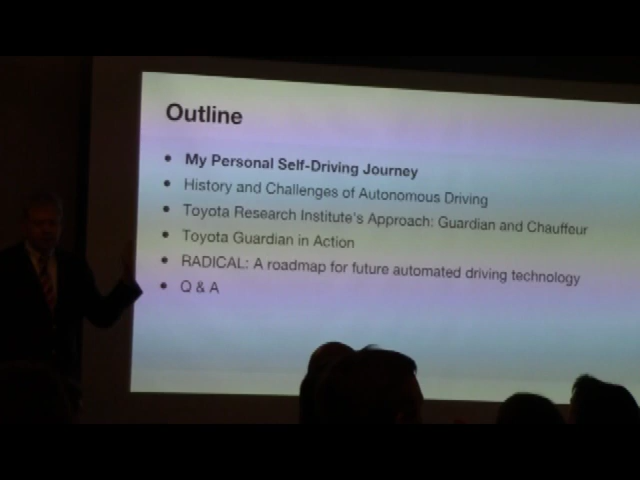 Outline
• My Personal Self-Driving Journey
• History and Challenges of Autonomous Driving
• Toyota Research Institute's Approach: Guardian and Chauffeur
• Toyota Guardian in Action
• RADICAL: A roadmap for future automated driving technology
• Q & A